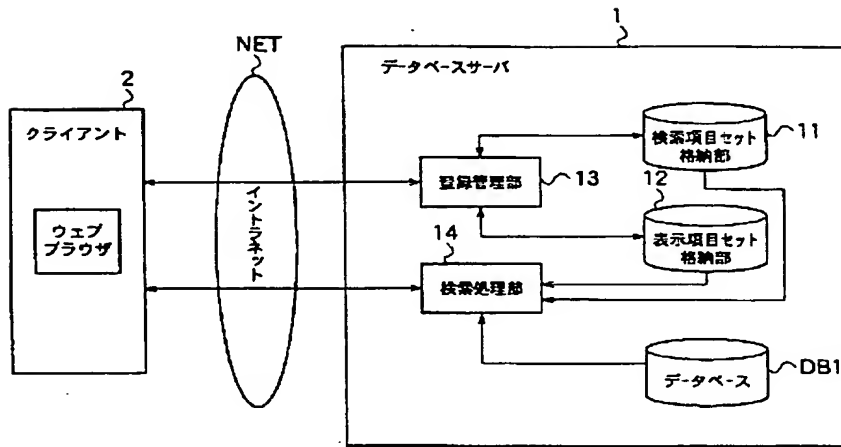 1
NET
データベースサーバ
2
クライアント
検索項目セット
格納部
11
登録管理部
13
12
イントラネット
ウェブ
ブラウザ
表示項目セット
格納部
14
検索処理部
データベース
DB1